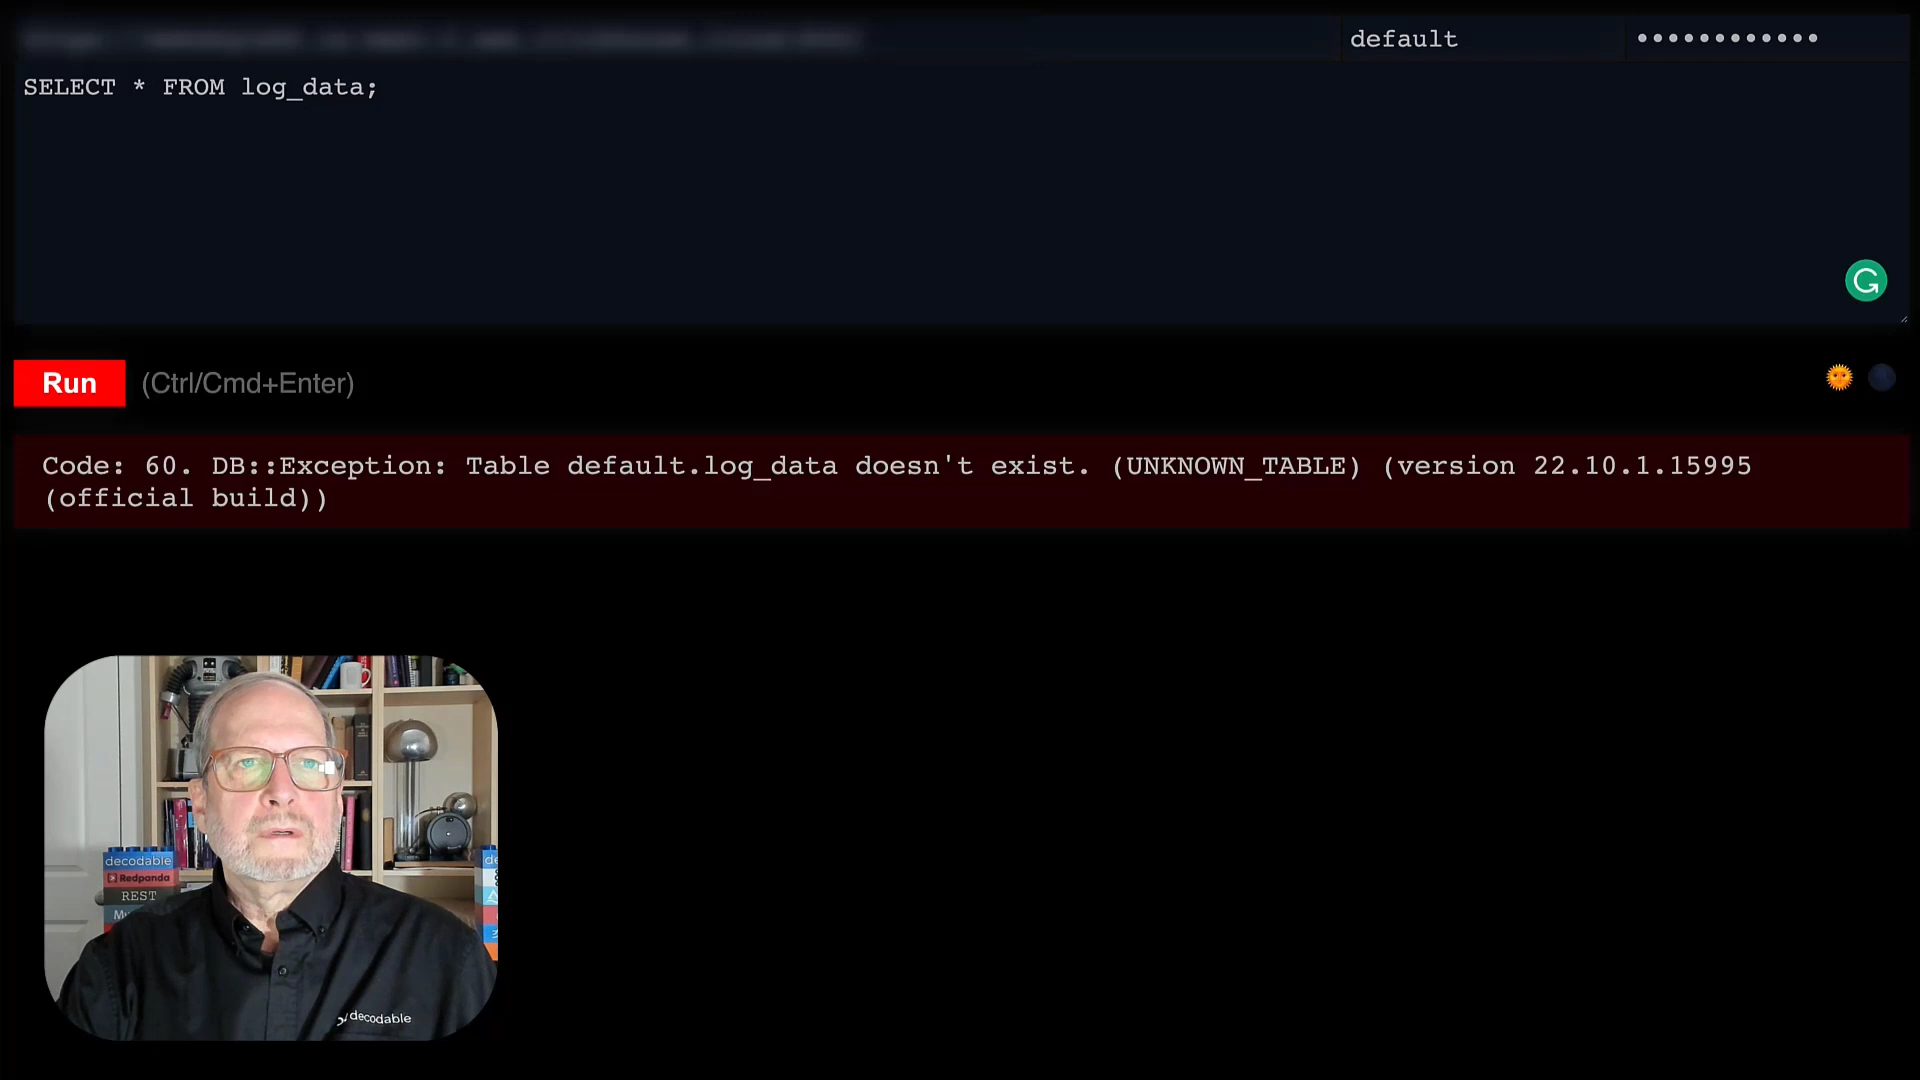 default ••••••••••••
SELECT * FROM log_data;
Run (Ctrl/Cmd+Enter)
Code: 60. DB::Exception: Table default.log_data doesn't exist. (UNKNOWN_TABLE) (version 22.10.1.15995
(official build))
decodable
Redpanda
REST
decodable